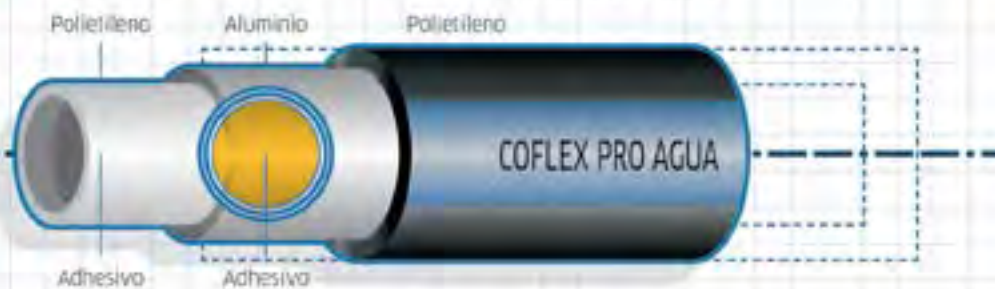 Polietileno Aluminio Polietileno
COFLEX PRO AGUA
Adhesivo Adhesivo